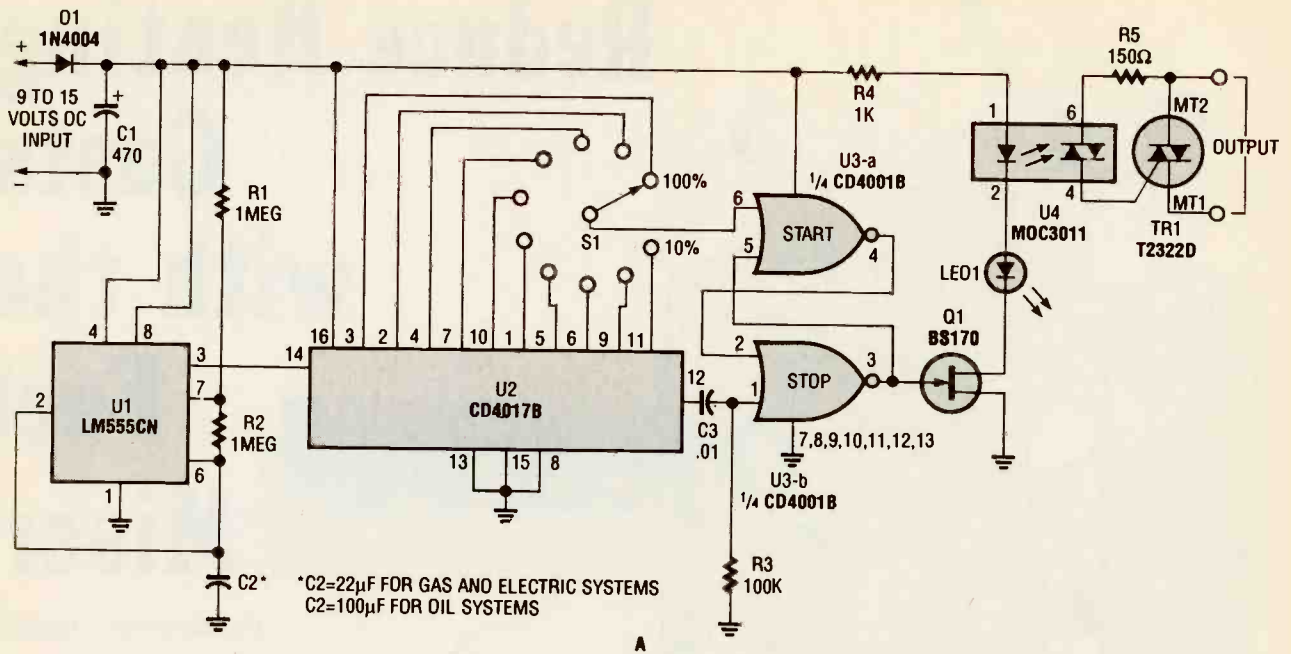 D1
1N4004
+
9 TO 15
VOLTS DC
INPUT
-
+
C1
470
R1
1MEG
4
8
3
7
2
U1
LM555CN
R2
1MEG
6
1
C2*
*C2=22µF FOR GAS AND ELECTRIC SYSTEMS
C2=100µF FOR OIL SYSTEMS
16 3 2 4 7 10 1 5 6 9 11
14
U2
CD4017B
12
13 15 8
100%
S1
10%
C3
.01
R3
100K
R4
1K
U3-a
1/4 CD4001B
6
START
5
4
2
STOP
3
1
7,8,9,10,11,12,13
U3-b
1/4 CD4001B
Q1
BS170
LED1
1
6
2
4
U4
MOC3011
R5
150Ω
MT2
OUTPUT
MT1
TR1
T2322D
A